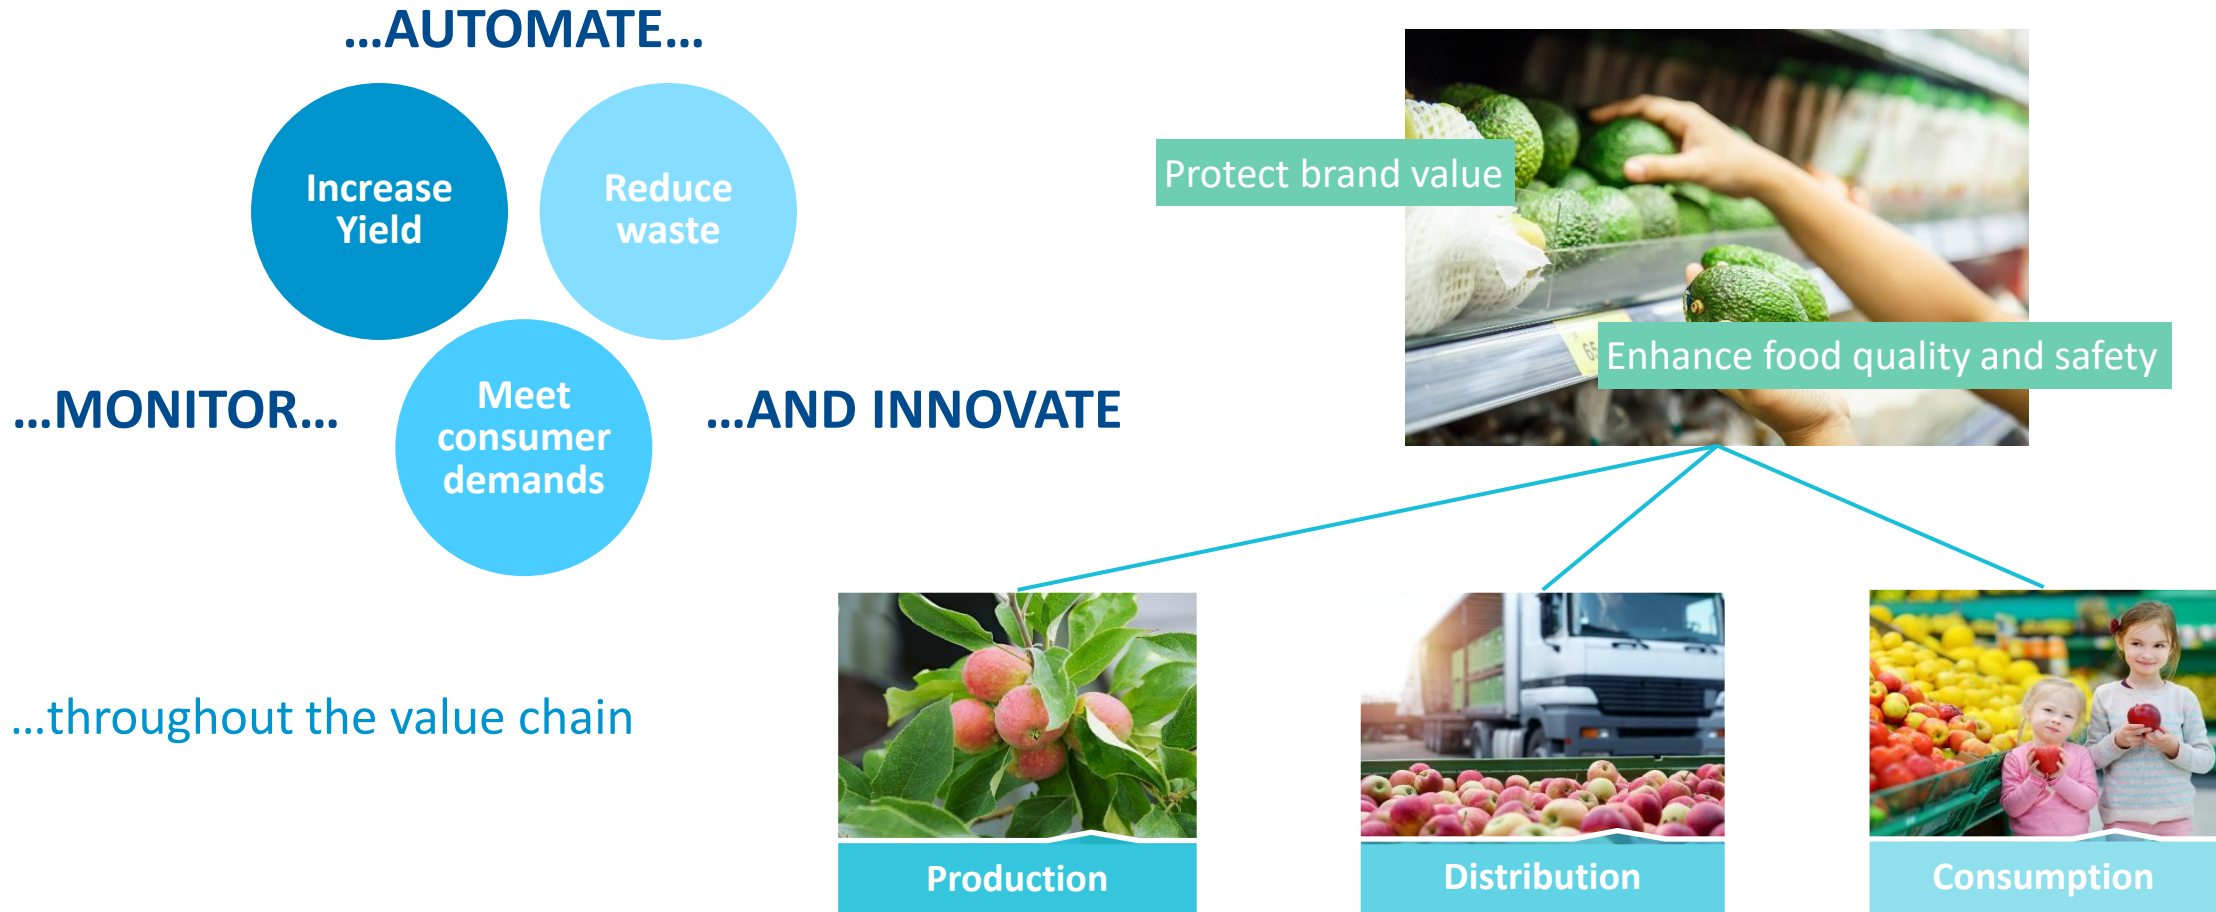 …AUTOMATE…
Increase
Yield
Reduce
waste
Meet
consumer
demands
…MONITOR…
…AND INNOVATE
…throughout the value chain
Protect brand value
65
Enhance food quality and safety
Production
Distribution
Consumption